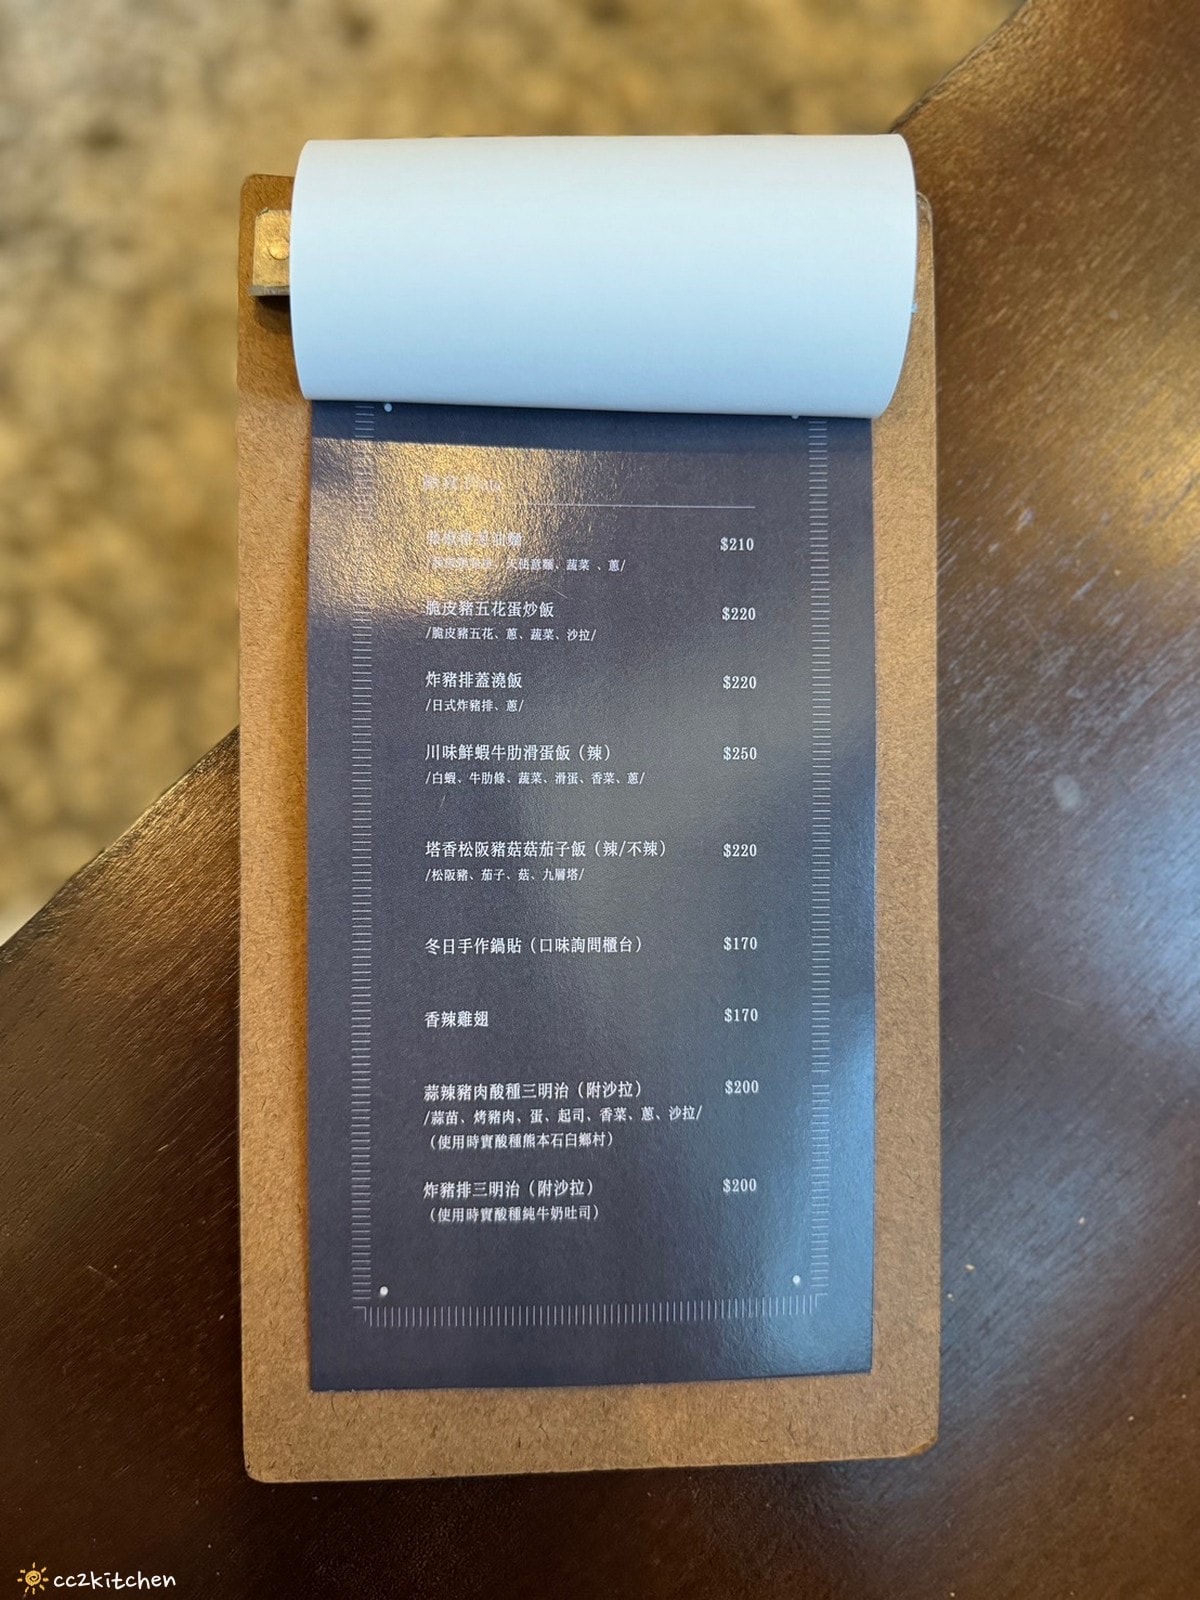 $210
天使意麵、蔬菜、蔥/
脆皮豬五花蛋炒飯 $220
/脆皮豬五花、蔥、蔬菜、沙拉/
炸豬排蓋澆飯 $220
/日式炸豬排、蔥/
川味鮮蝦牛肋滑蛋飯（辣） $250
/白蝦、牛肋條、蔬菜、滑蛋、香菜、蔥/
塔香松阪豬菇菇茄子飯（辣/不辣） $220
/松阪豬、茄子、菇、九層塔/
冬日手作鍋貼（口味詢問櫃台） $170
香辣雞翅 $170
蒜辣豬肉酸種三明治（附沙拉） $200
/蒜苗、烤豬肉、蛋、起司、香菜、蔥、沙拉/
（使用時實酸種熊本石臼鄉村）
炸豬排三明治（附沙拉） $200
（使用時實酸種純牛奶吐司）
cc2kitchen